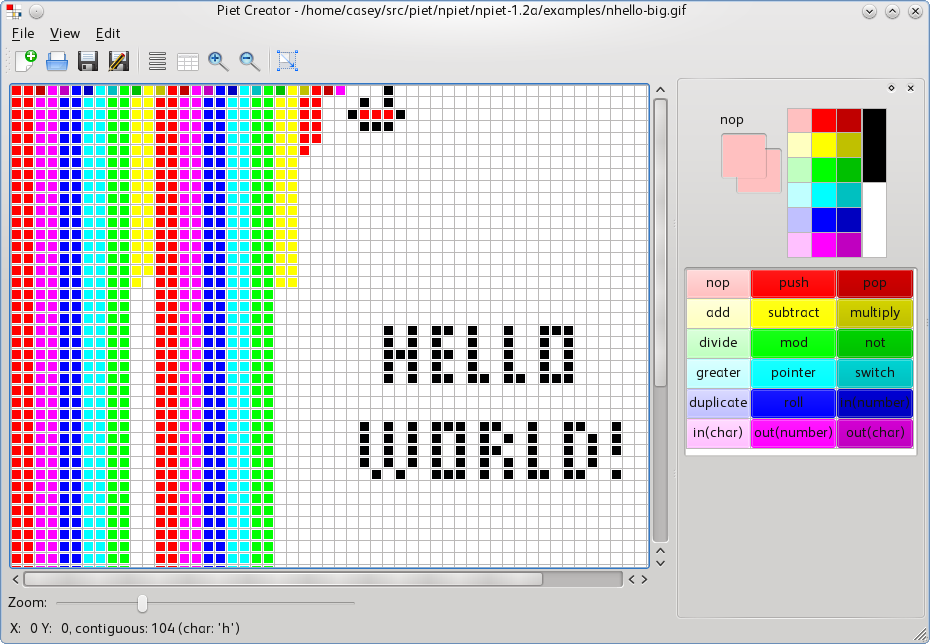 Piet Creator - /home/casey/src/piet/npiet/npiet-1.2a/examples/nhello-big.gif
File View Edit
nop
nop push pop
add subtract multiply
divide mod not
greater pointer switch
duplicate roll in(number)
in(char) out(number) out(char)
HELLO
WORLD!
Zoom:
X: 0 Y: 0, contiguous: 104 (char: 'h')